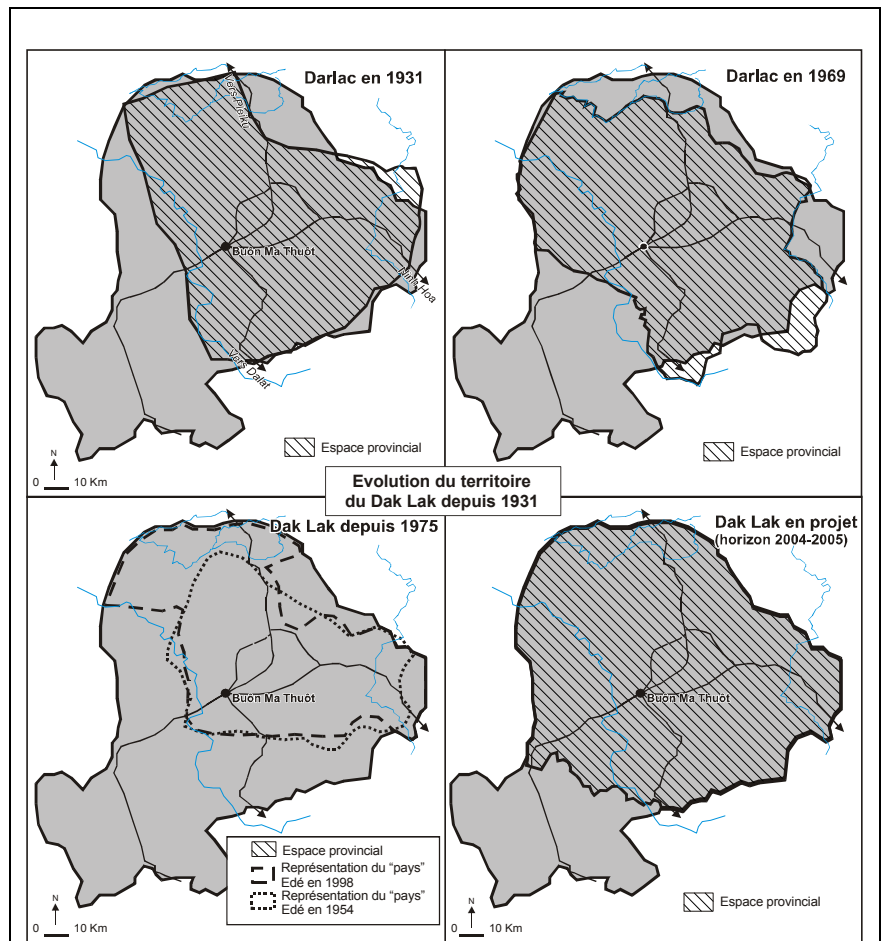 Darlac en 1931
Vers Pleiku
Buôn Ma Thuôt
Ninh Hoa
Vers Dalat
Espace provincial
N
0 10 Km
Darlac en 1969
Espace provincial
N
0 10 Km
Evolution du territoire
du Dak Lak depuis 1931
Dak Lak depuis 1975
Buôn Ma Thuôt
Espace provincial
Représentation du “pays”
Edé en 1998
Représentation du “pays”
Edé en 1954
N
0 10 Km
Dak Lak en projet
(horizon 2004-2005)
Buôn Ma Thuôt
Espace provincial
N
0 10 Km